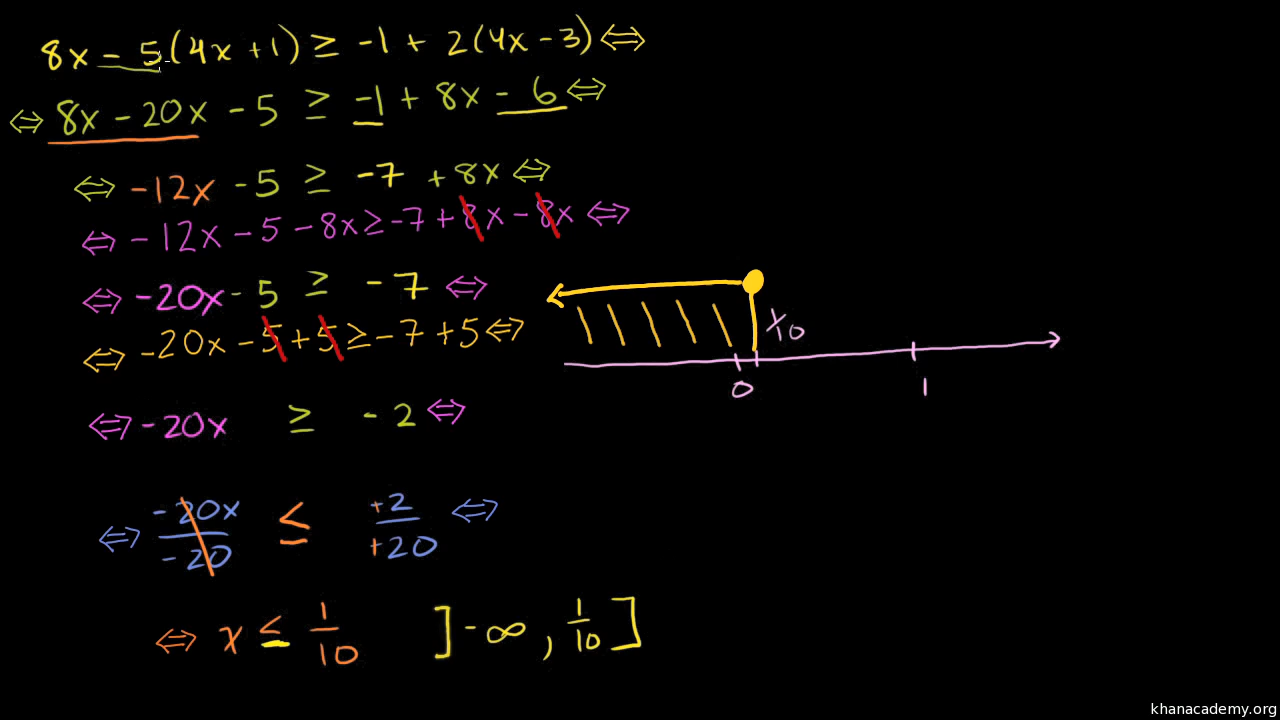 8x - 5(4x + 1) ≥ -1 + 2(4x - 3) ⇔
⇔ 8x - 20x - 5 ≥ -1 + 8x - 6 ⇔
⇔ -12x - 5 ≥ -7 + 8x ⇔
⇔ -12x - 5 - 8x ≥ -7 + 8x - 8x ⇔
⇔ -20x - 5 ≥ -7 ⇔
⇔ -20x - 5 + 5 ≥ -7 + 5 ⇔
1/10
0 1
⇔ -20x ≥ -2 ⇔
⇔ -20x/-20 ≤ +2/+20 ⇔
⇔ x ≤ 1/10 ]-∞, 1/10]
khanacademy.org